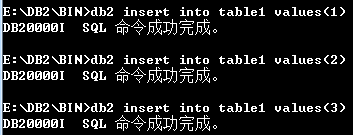 E:\DB2\BIN>db2 insert into table1 values(1)
DB20000I  SQL 命令成功完成。
E:\DB2\BIN>db2 insert into table1 values(2)
DB20000I  SQL 命令成功完成。
E:\DB2\BIN>db2 insert into table1 values(3)
DB20000I  SQL 命令成功完成。